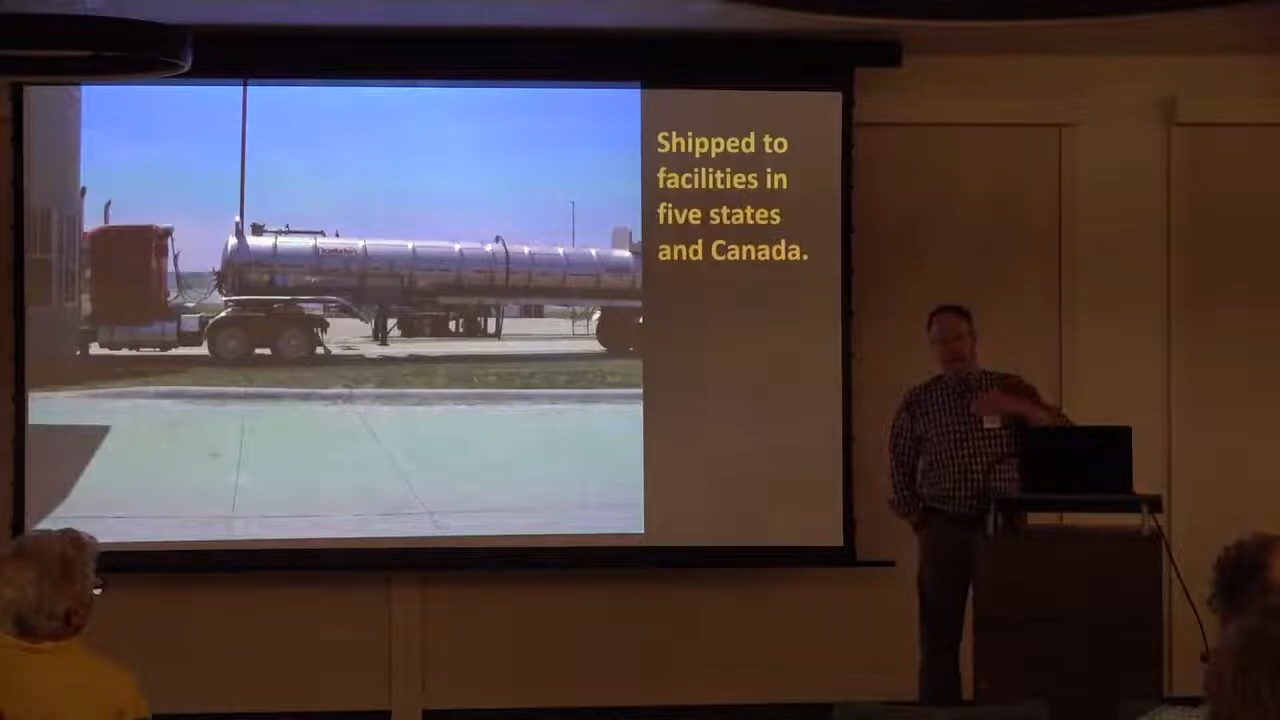 Shipped to
facilities in
five states
and Canada.